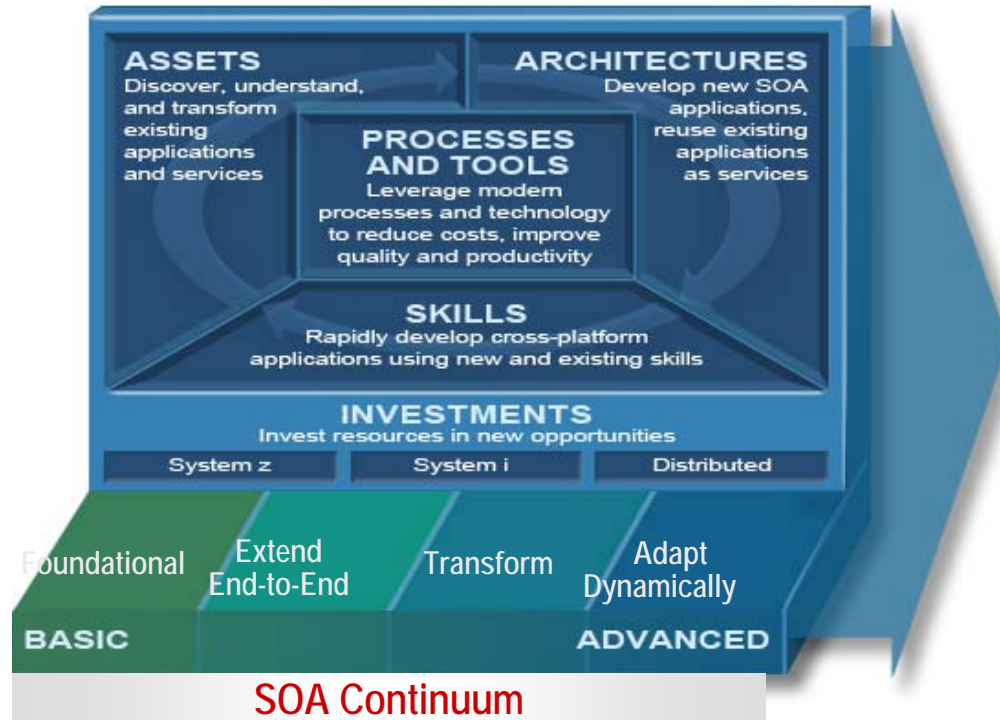 ASSETS
Discover, understand,
and transform
existing
applications
and services
ARCHITECTURES
Develop new SOA
applications,
reuse existing
applications
as services
PROCESSES
AND TOOLS
Leverage modern
processes and technology
to reduce costs, improve
quality and productivity
SKILLS
Rapidly develop cross-platform
applications using new and existing skills
INVESTMENTS
Invest resources in new opportunities
System z
System i
Distributed
Foundational
Extend
End-to-End
Transform
Adapt
Dynamically
BASIC
ADVANCED
SOA Continuum